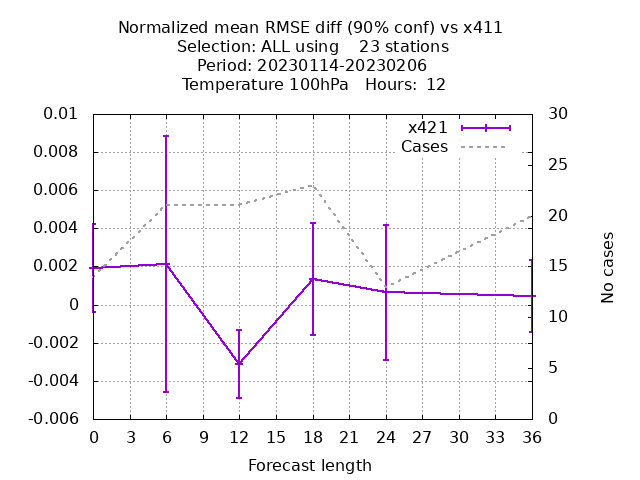 Normalized mean RMSE diff (90% conf) vs x411
Selection: ALL using    23 stations
Period: 20230114-20230206
Temperature 100hPa   Hours:  12
x421
Cases
0.01
0.008
0.006
0.004
0.002
0
-0.002
-0.004
-0.006
30
25
20
15
10
5
0
No cases
0 3 6 9 12 15 18 21 24 27 30 33 36
Forecast length